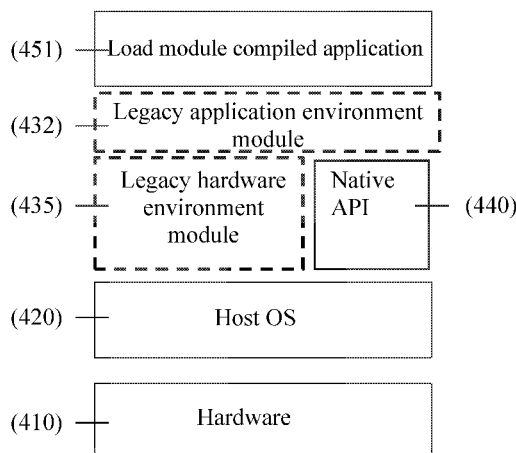 (451)
Load module compiled application
(432)
Legacy application environment
module
(435)
Legacy hardware
environment
module
Native
API
(440)
(420)
Host OS
(410)
Hardware